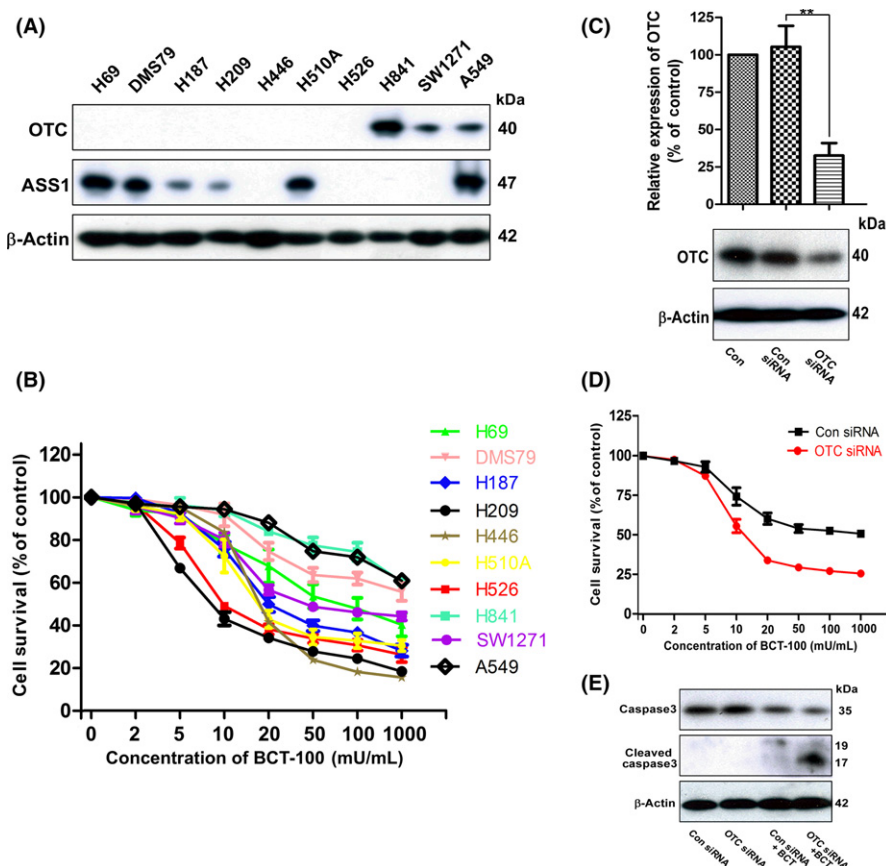 (A)
H69 DMS79 H187 H209 H446 H510A H526 H841 SW1271 A549
kDa
OTC 40
ASS1 47
β-Actin 42
(C)
**
Relative expression of OTC
(% of control)
125
100
75
50
25
0
kDa
OTC 40
β-Actin 42
Con Con siRNA OTC siRNA
(B)
Cell survival (% of control)
120
100
80
60
40
20
0
0 2 5 10 20 50 100 1000
Concentration of BCT-100 (mU/mL)
H69
DMS79
H187
H209
H446
H510A
H526
H841
SW1271
A549
(D)
Cell survival (% of control)
125
100
75
50
25
0
0 2 5 10 20 50 100 1000
Concentration of BCT-100 (mU/mL)
Con siRNA
OTC siRNA
(E)
kDa
Caspase3 35
Cleaved
caspase3
19
17
β-Actin 42
Con siRNA OTC siRNA Con siRNA +BCT OTC siRNA +BCT